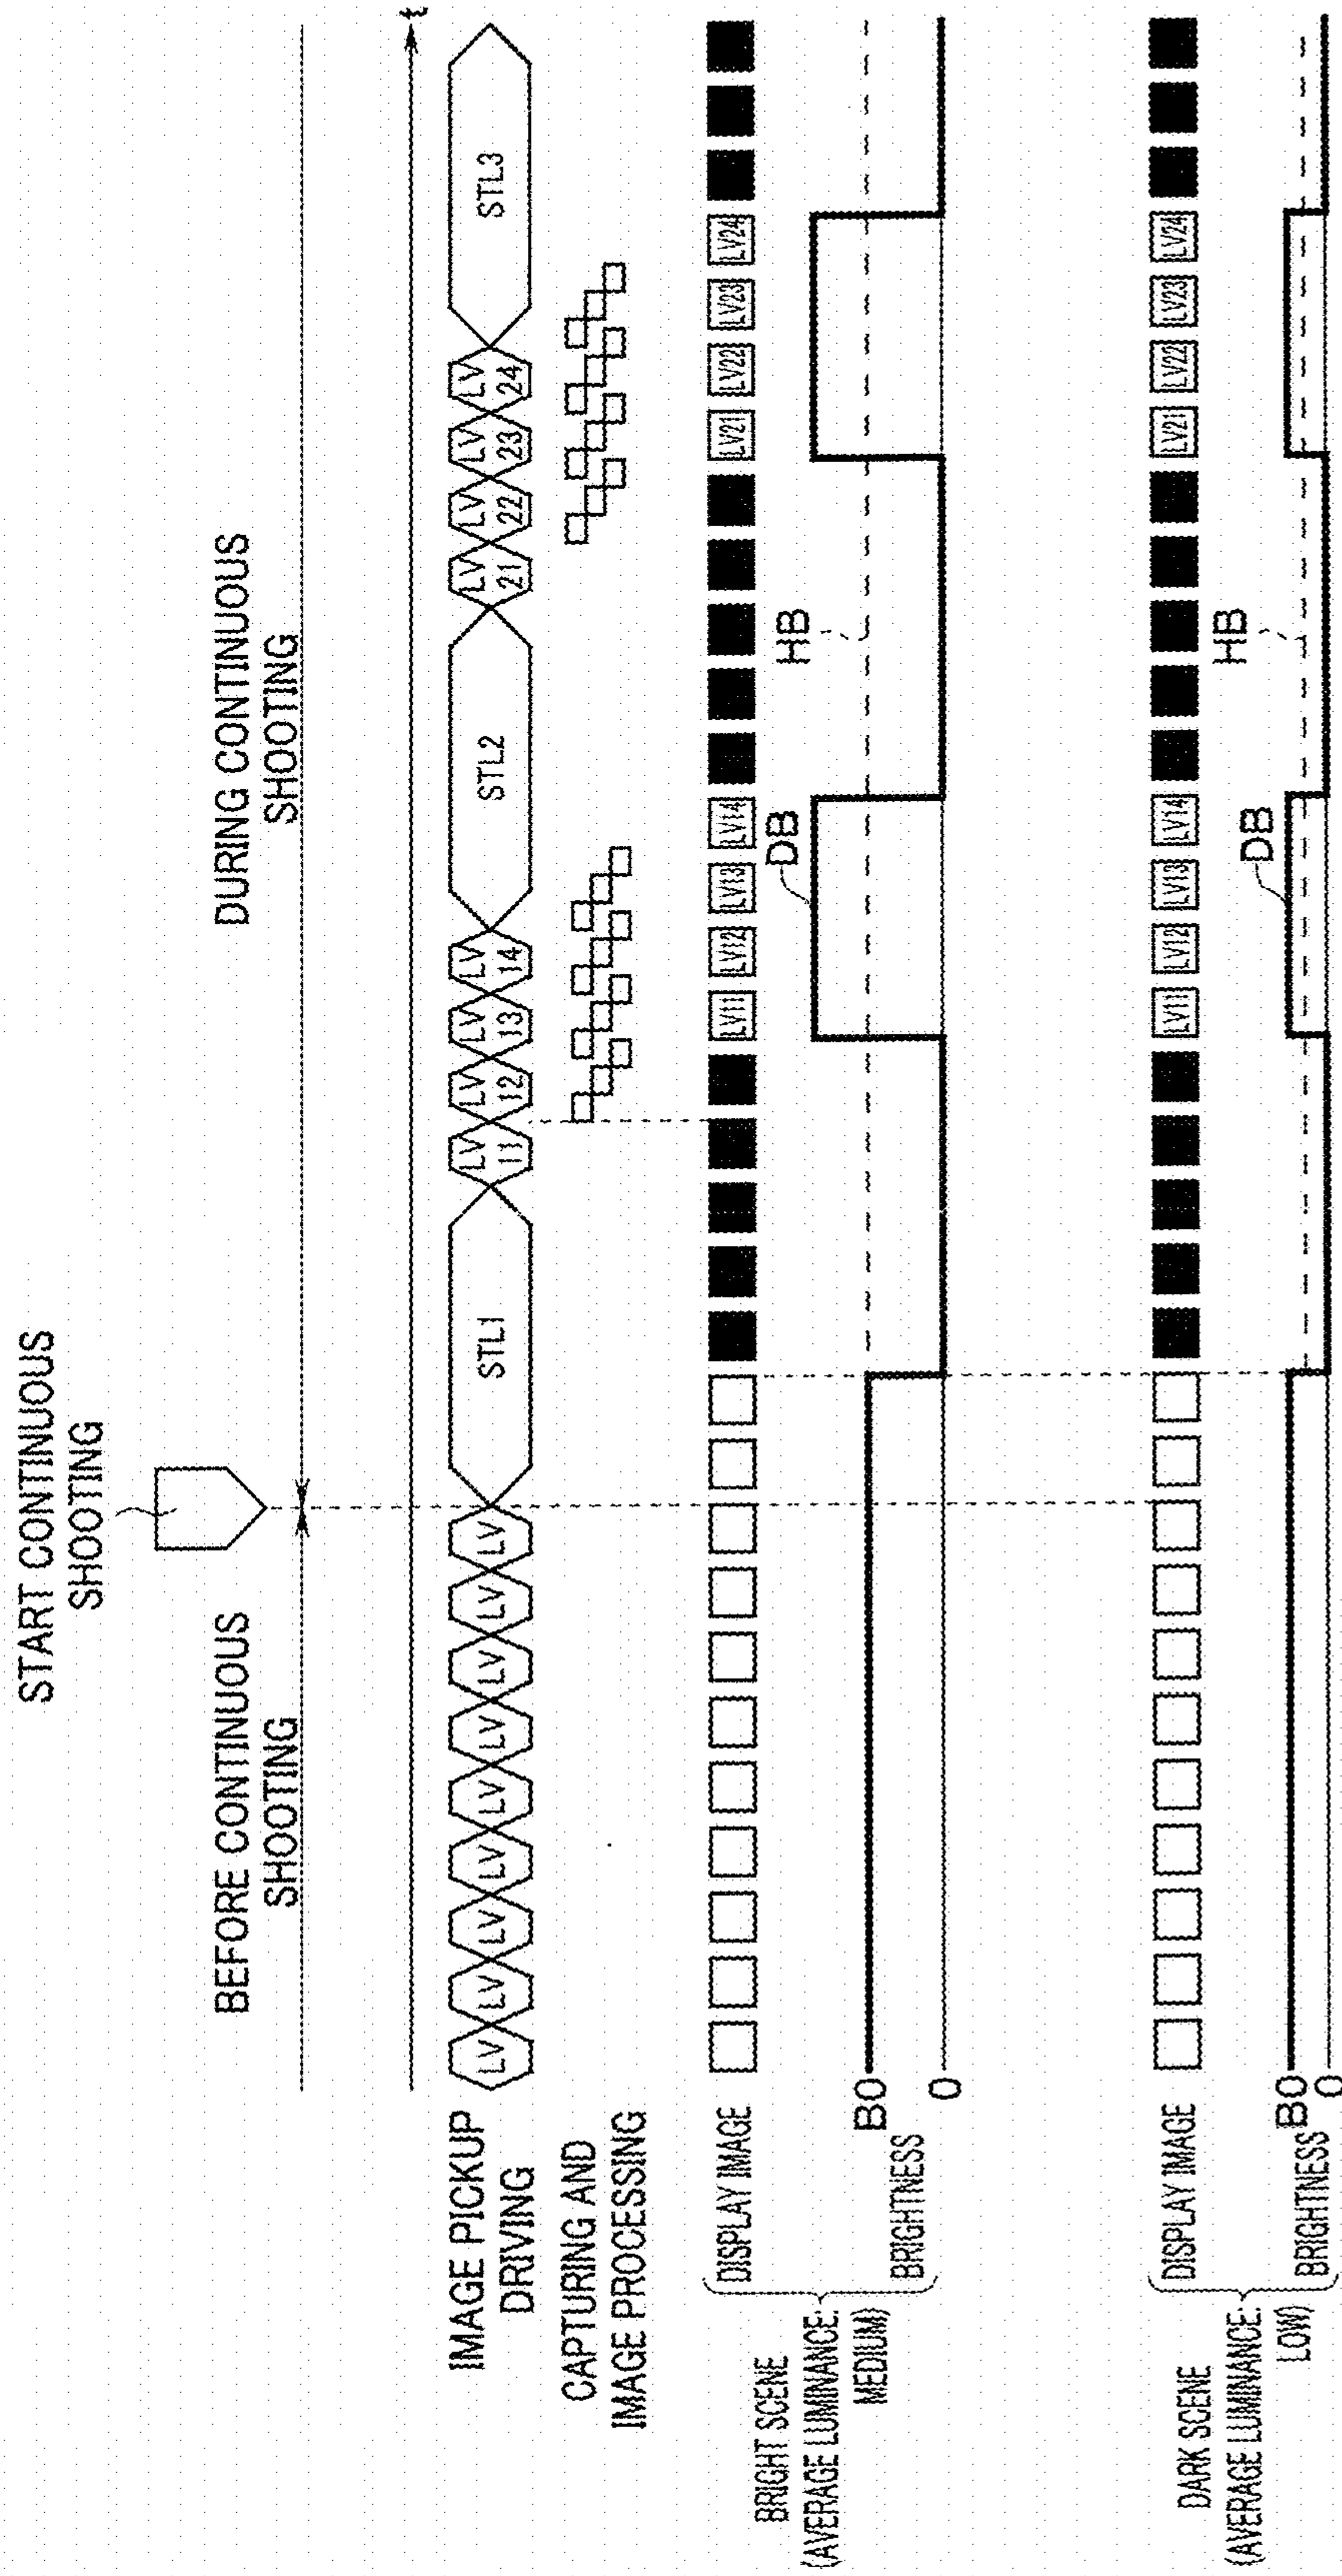 START CONTINUOUS
SHOOTING
BEFORE CONTINUOUS
SHOOTING
DURING CONTINUOUS
SHOOTING
t
IMAGE PICKUP
DRIVING
LV LV LV LV LV LV LV LV LV STL1 LV 11 LV 12 LV 13 LV 14 STL2 LV 21 LV 22 LV 23 LV 24 STL3
CAPTURING AND
IMAGE PROCESSING
BRIGHT SCENE
(AVERAGE LUMINANCE:
MEDIUM)
DISPLAY IMAGE
LV11 LV12 LV13 LV14 LV21 LV22 LV23 LV24
DB
HB
B0
BRIGHTNESS
0
DARK SCENE
(AVERAGE LUMINANCE:
LOW)
DISPLAY IMAGE
LV11 LV12 LV13 LV14 LV21 LV22 LV23 LV24
DB
HB
B0
BRIGHTNESS
0